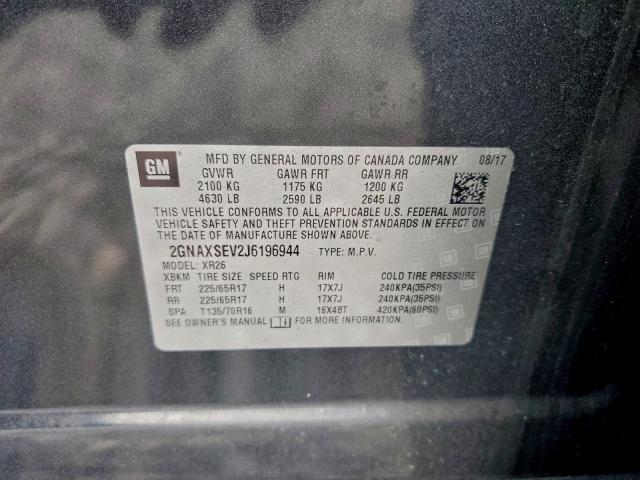 GM
MFD BY GENERAL MOTORS OF CANADA COMPANY 08/17
GVWR GAWR FRT GAWR RR
2100 KG 1175 KG 1200 KG
4630 LB 2590 LB 2645 LB
THIS VEHICLE CONFORMS TO ALL APPLICABLE U.S. FEDERAL MOTOR
VEHICLE SAFETY AND THEFT PREVENTION STANDARDS IN EFFECT ON
THE DATE OF MANUFACTURE SHOWN ABOVE.
2GNAXSEV2J6196944 TYPE: M.P.V.
MODEL: XR26
XBKM TIRE SIZE SPEED RTG RIM COLD TIRE PRESSURE
FRT 225/65R17 H 17X7J 240KPA(35PSI)
RR 225/65R17 H 17X7J 240KPA(35PSI)
SPA T135/70R16 M 16X4BT 420KPA(60PSI)
SEE OWNER'S MANUAL FOR MORE INFORMATION